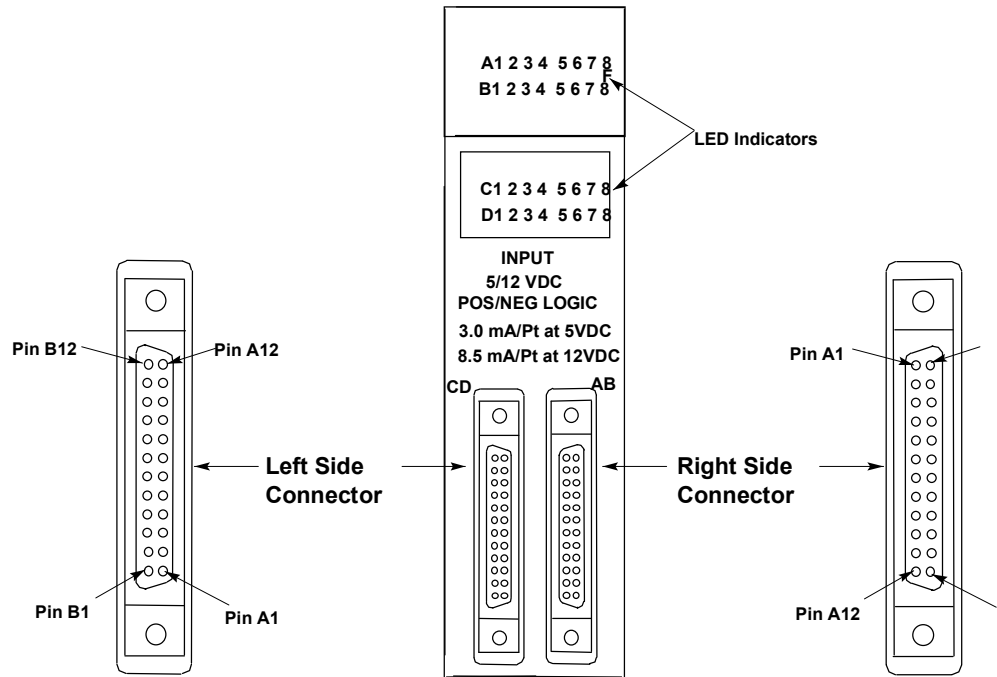 A1 2 3 4 5 6 7 8
F
B1 2 3 4 5 6 7 8
LED Indicators
C1 2 3 4 5 6 7 8
D1 2 3 4 5 6 7 8
INPUT
5/12 VDC
POS/NEG LOGIC
3.0 mA/Pt at 5VDC
8.5 mA/Pt at 12VDC
CD
AB
Pin B12
Pin A12
Left Side
Connector
Pin B1
Pin A1
Right Side
Connector
Pin A1
Pin A12